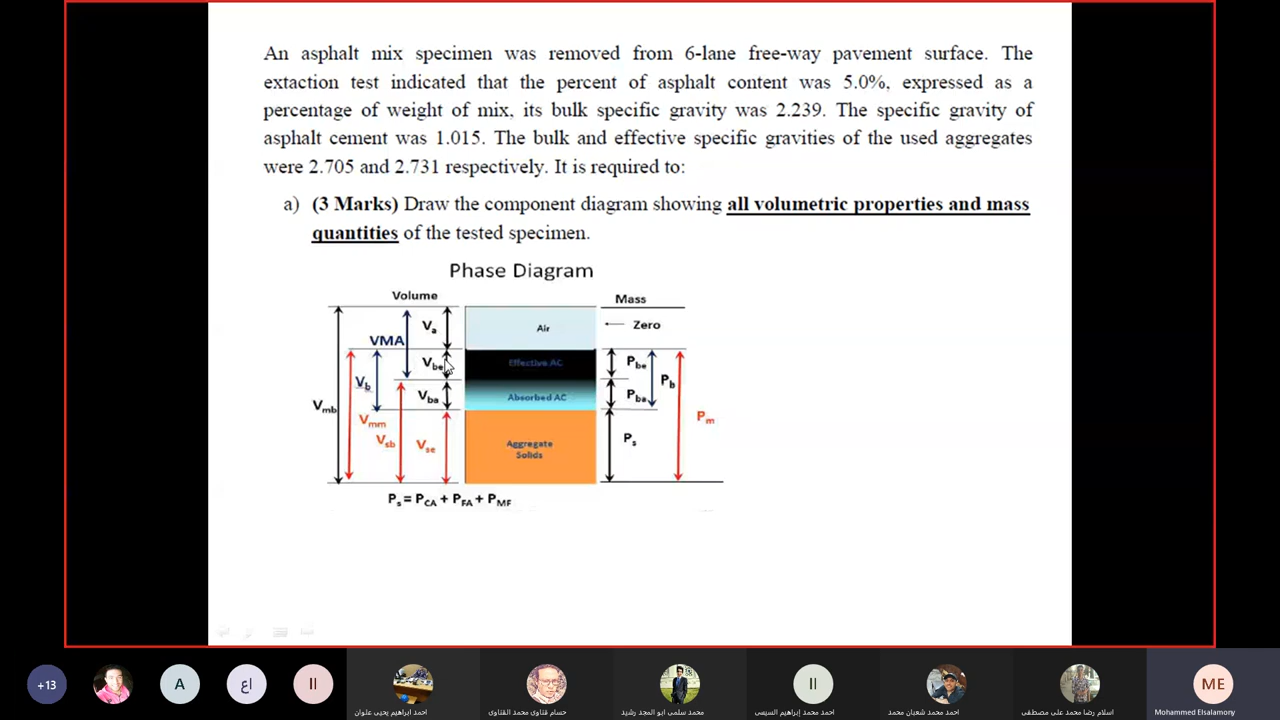 An asphalt mix specimen was removed from 6-lane free-way pavement surface. The
extaction test indicated that the percent of asphalt content was 5.0%, expressed as a
percentage of weight of mix, its bulk specific gravity was 2.239. The specific gravity of
asphalt cement was 1.015. The bulk and effective specific gravities of the used aggregates
were 2.705 and 2.731 respectively. It is required to:
a) (3 Marks) Draw the component diagram showing all volumetric properties and mass
quantities of the tested specimen.
Phase Diagram
Volume
Mass
Va
Air
Zero
VMA
Vbe
Effective AC
Pbe
Vb
Pb
Vba
Absorbed AC
Pba
Vmb
Vmm
Pm
Vsb
Vse
Aggregate
Solids
Ps
Ps = PCA + PFA + PMF
+13
A
اع
II
احمد ابراهيم يحيى علوان
حسام قناوى محمد القناوى
محمد سلمى ابو المجد رشيد
II
احمد محمد إبراهيم السيسى
احمد محمد شعبان محمد
اسلام رضا محمد على مصطفى
ME
Mohammed Elsalamony